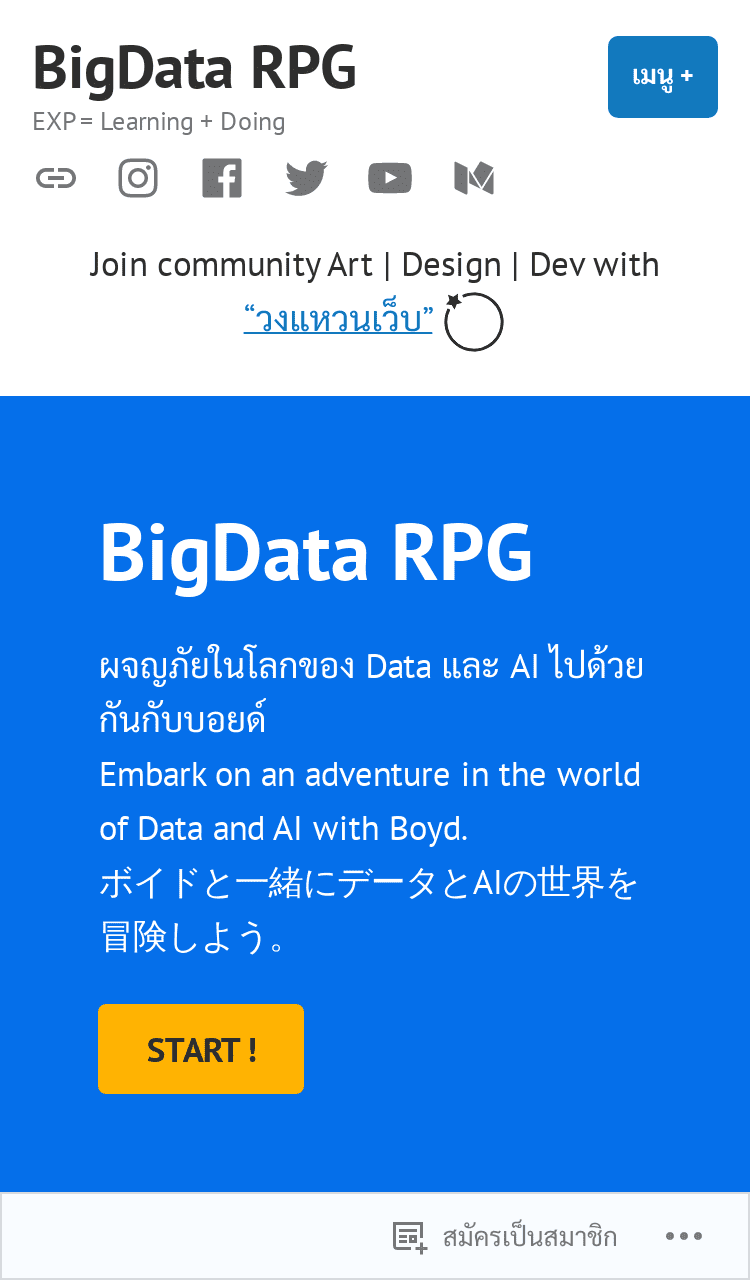 BigData RPG
เมนู +
EXP = Learning + Doing
Join community Art | Design | Dev with
“วงแหวนเว็บ”
BigData RPG
ผจญภัยในโลกของ Data และ AI ไปด้วย
กันกับบอยด์
Embark on an adventure in the world
of Data and AI with Boyd.
ボイドと一緒にデータとAIの世界を
冒険しよう。
START !
สมัครเป็นสมาชิก